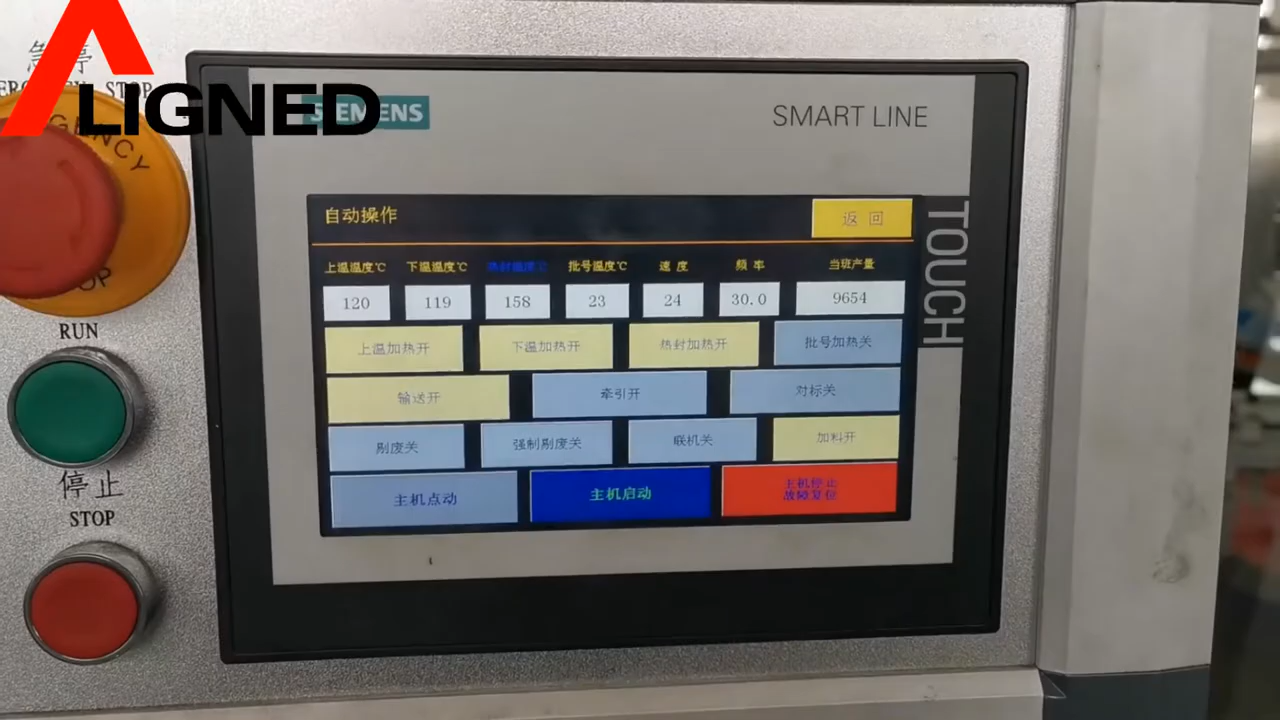 ALIGNED
急停
STOP
GENCY
SIEMENS
SMART LINE
TOUCH
自动操作
返回
上温温度℃ 下温温度℃ 热封温度℃ 批号温度℃ 速度 频率 当班产量
120 119 158 23 24 30.0 9654
上温加热开 下温加热开 热封加热开 批号加热关
输送开 牵引开 对标关
剔废关 强制剔废关 联机关 加料开
主机点动 主机启动 主机停止
故障复位
RUN
停止
STOP